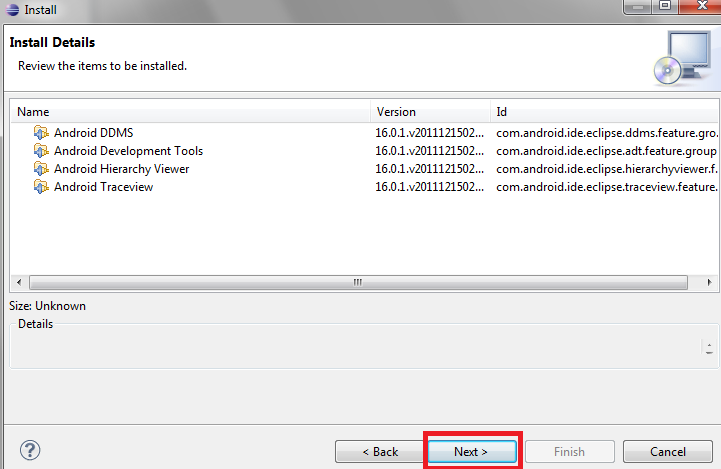 Install
Install Details
Review the items to be installed.
Name Version Id
Android DDMS 16.0.1.v2011121502... com.android.ide.eclipse.ddms.feature.gro.
Android Development Tools 16.0.1.v2011121502... com.android.ide.eclipse.adt.feature.group
Android Hierarchy Viewer 16.0.1.v2011121502... com.android.ide.eclipse.hierarchyviewer.f.
Android Traceview 16.0.1.v2011121502... com.android.ide.eclipse.traceview.feature.
Size: Unknown
Details
? < Back Next > Finish Cancel